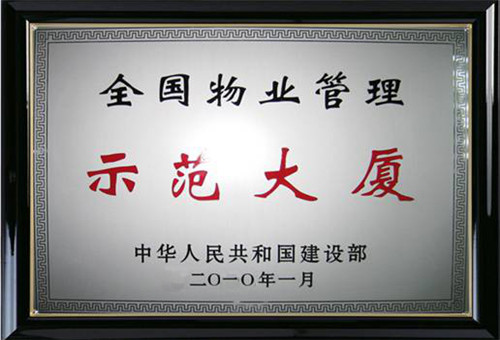 全国物业管理
示范大厦
中华人民共和国建设部
二〇一〇年一月